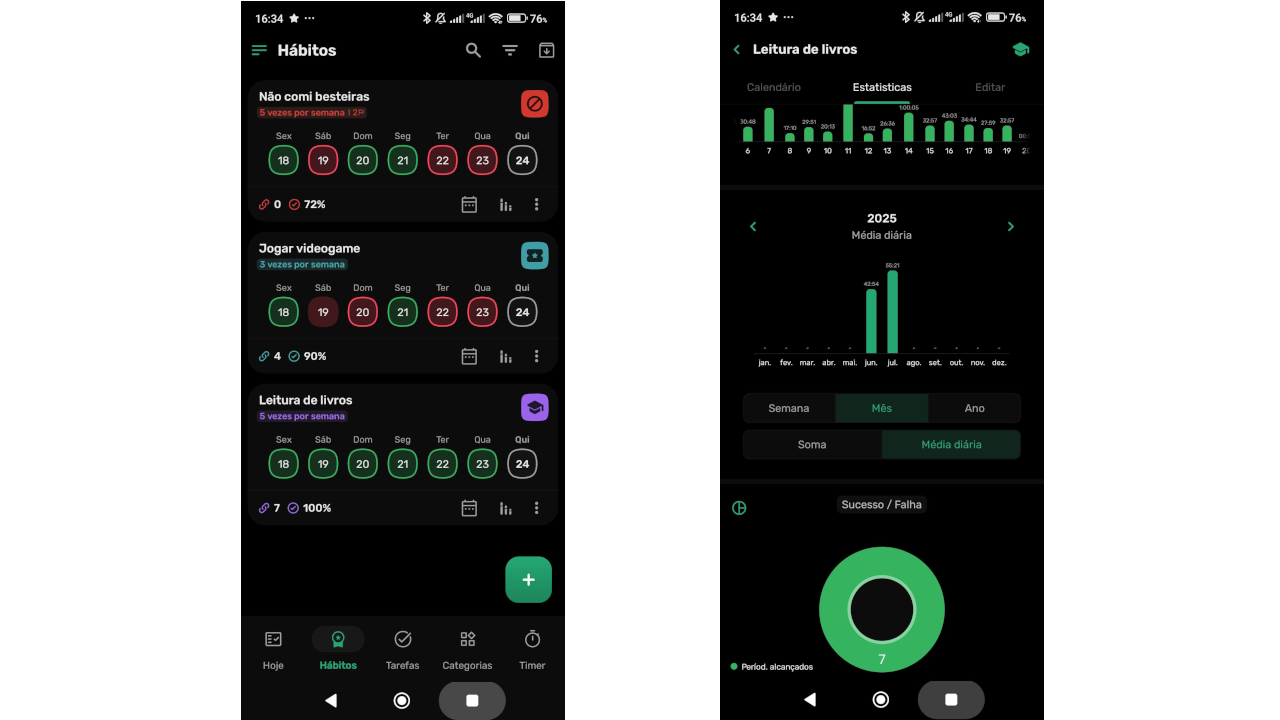 16:34 76%
Hábitos
Não comi besteiras
5 vezes por semana | 2P
Sex Sáb Dom Seg Ter Qua Qui
18 19 20 21 22 23 24
0 72%
Jogar videogame
3 vezes por semana
Sex Sáb Dom Seg Ter Qua Qui
18 19 20 21 22 23 24
4 90%
Leitura de livros
5 vezes por semana
Sex Sáb Dom Seg Ter Qua Qui
18 19 20 21 22 23 24
7 100%
+
Hoje Hábitos Tarefas Categorias Timer
16:34 76%
Leitura de livros
Calendário Estatisticas Editar
30:48 17:10 29:51 20:13 16:52 26:36 1:00:05 32:57 43:03 34:44 27:59 32:57
6 7 8 9 10 11 12 13 14 15 16 17 18 19
2025
Média diária
42:54 55:21
jan. fev. mar. abr. mai. jun. jul. ago. set. out. nov. dez.
Semana Mês Ano
Soma Média diária
Sucesso / Falha
7
Períod. alcançados